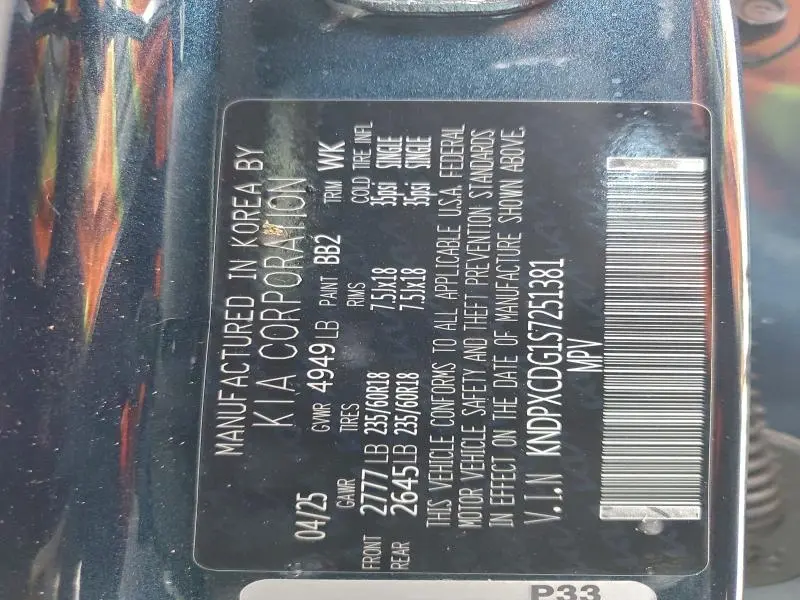 MANUFACTURED IN KOREA BY
KIA CORPORATION
04/25 GVWR 4949 LB PAINT BB2 TRIM WK
GAWR TIRES RIMS COLD TIRE INFL
FRONT 2777 LB 235/60R18 7.5Jx18 35psi SINGLE
REAR 2645 LB 235/60R18 7.5Jx18 35psi SINGLE
THIS VEHICLE CONFORMS TO ALL APPLICABLE U.S.A. FEDERAL
MOTOR VEHICLE SAFETY AND THEFT PREVENTION STANDARDS
IN EFFECT ON THE DATE OF MANUFACTURE SHOWN ABOVE.
V.I.N KNDPXCDG1S7251381
MPV
P33